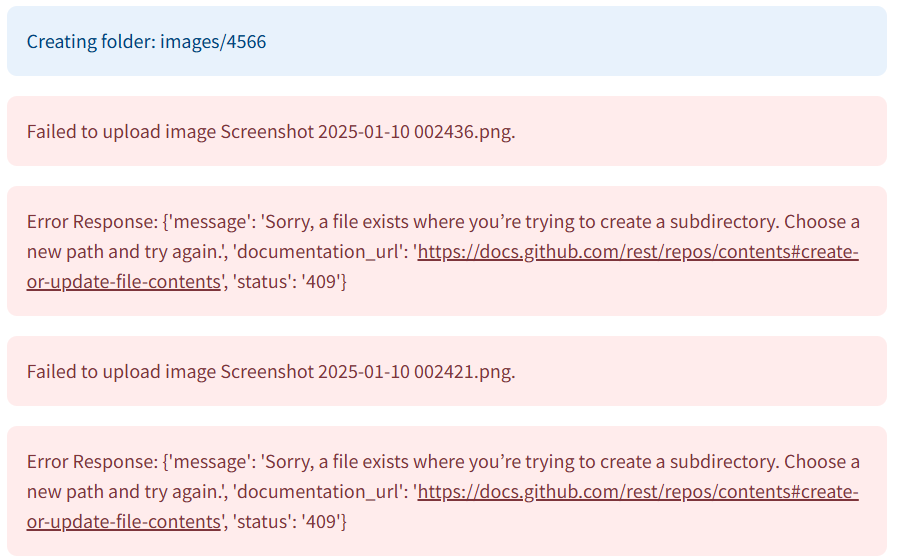 Creating folder: images/4566
Failed to upload image Screenshot 2025-01-10 002436.png.
Error Response: {'message': 'Sorry, a file exists where you’re trying to create a subdirectory. Choose a
new path and try again.', 'documentation_url': 'https://docs.github.com/rest/repos/contents#create-
or-update-file-contents', 'status': '409'}
Failed to upload image Screenshot 2025-01-10 002421.png.
Error Response: {'message': 'Sorry, a file exists where you’re trying to create a subdirectory. Choose a
new path and try again.', 'documentation_url': 'https://docs.github.com/rest/repos/contents#create-
or-update-file-contents', 'status': '409'}